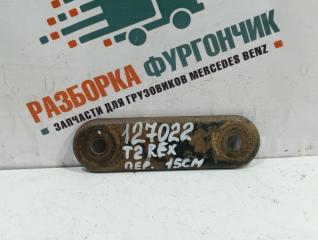 РАЗБОРКА ФУРГОНЧИК
ЗАПЧАСТИ ДЛЯ ГРУЗОВИКОВ MERCEDES BENZ
127022
T2 REX
ПЕР. 15СМ